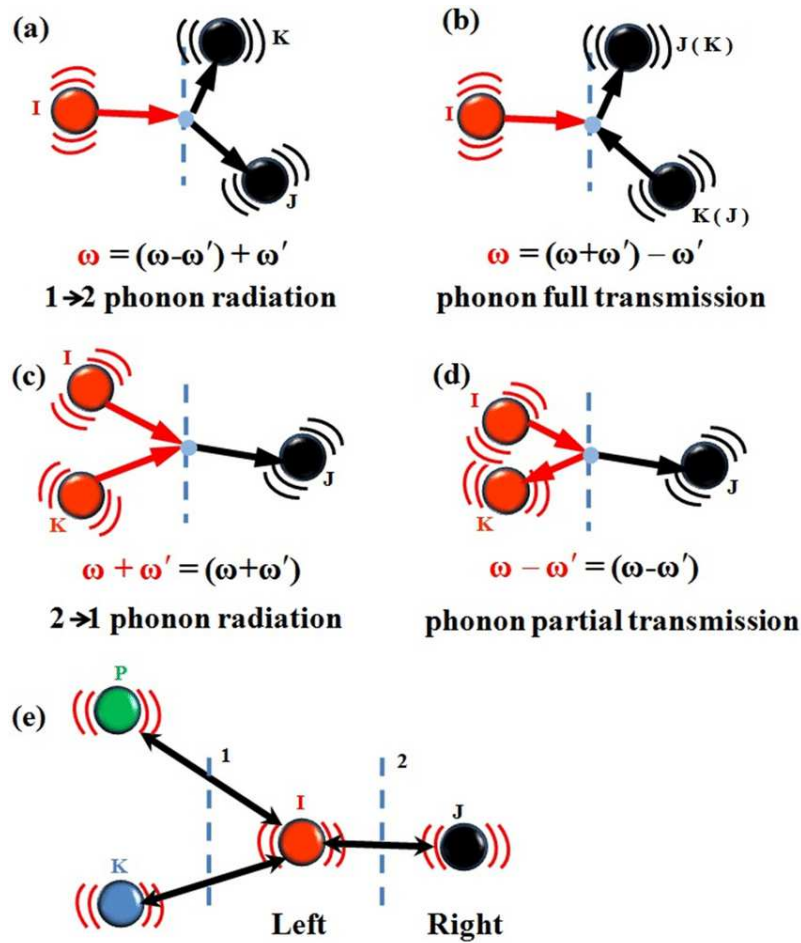 (a)
K
I
J
ω = (ω-ω′) + ω′
1→2 phonon radiation
(b)
J(K)
I
K(J)
ω = (ω+ω′) – ω′
phonon full transmission
(c)
I
K
J
ω + ω′ = (ω+ω′)
2→1 phonon radiation
(d)
I
K
J
ω – ω′ = (ω-ω′)
phonon partial transmission
(e)
P
1
2
I
J
K
Left
Right